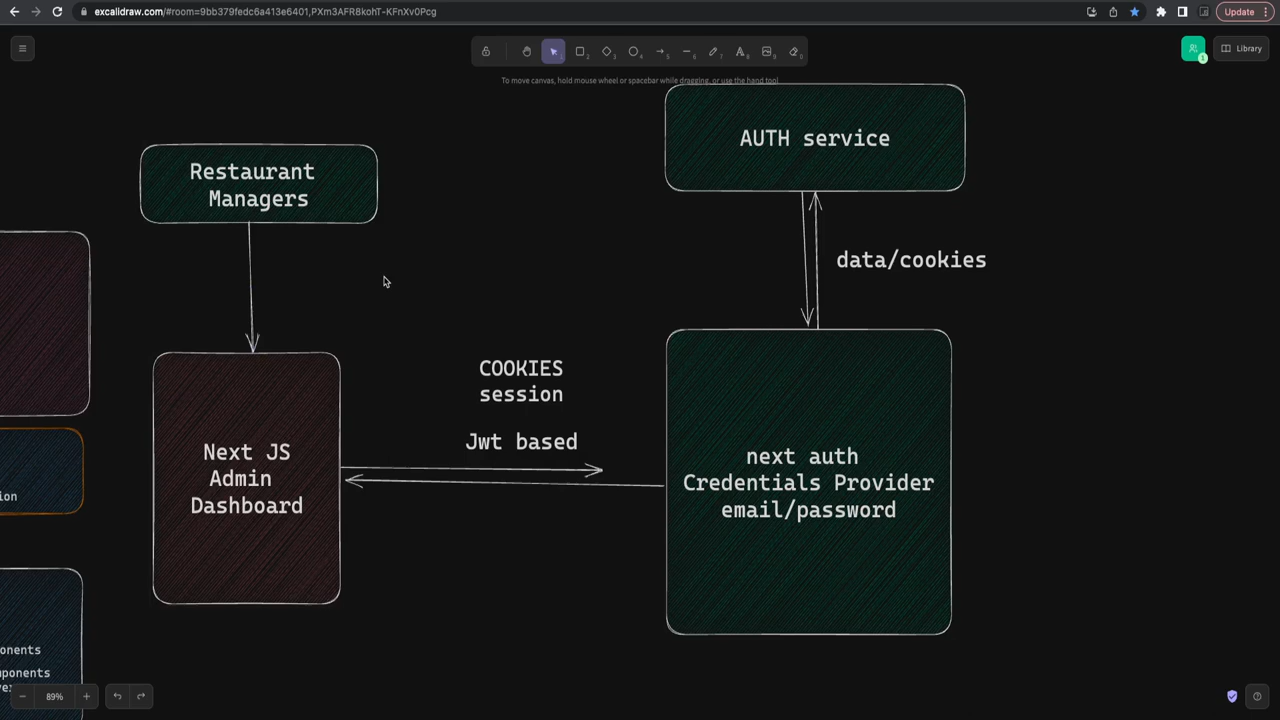 excalidraw.com/#room=9bb379fedc6a413e6401,PXm3AFR8kohT-KFnXv0Pcg
Update
Library
To move canvas, hold mouse wheel or spacebar while dragging, or use the hand tool
AUTH service
Restaurant
Managers
data/cookies
COOKIES
session
Jwt based
Next JS
Admin
Dashboard
next auth
Credentials Provider
email/password
ion
onents
ponents
89%